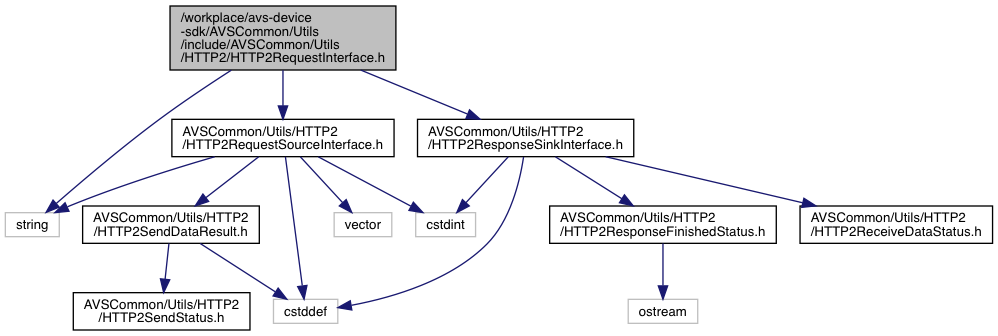 /workplace/avs-device
-sdk/AVSCommon/Utils
/include/AVSCommon/Utils
/HTTP2/HTTP2RequestInterface.h
AVSCommon/Utils/HTTP2
/HTTP2RequestSourceInterface.h
AVSCommon/Utils/HTTP2
/HTTP2ResponseSinkInterface.h
string
AVSCommon/Utils/HTTP2
/HTTP2SendDataResult.h
vector
cstdint
AVSCommon/Utils/HTTP2
/HTTP2ResponseFinishedStatus.h
AVSCommon/Utils/HTTP2
/HTTP2ReceiveDataStatus.h
AVSCommon/Utils/HTTP2
/HTTP2SendStatus.h
cstddef
ostream